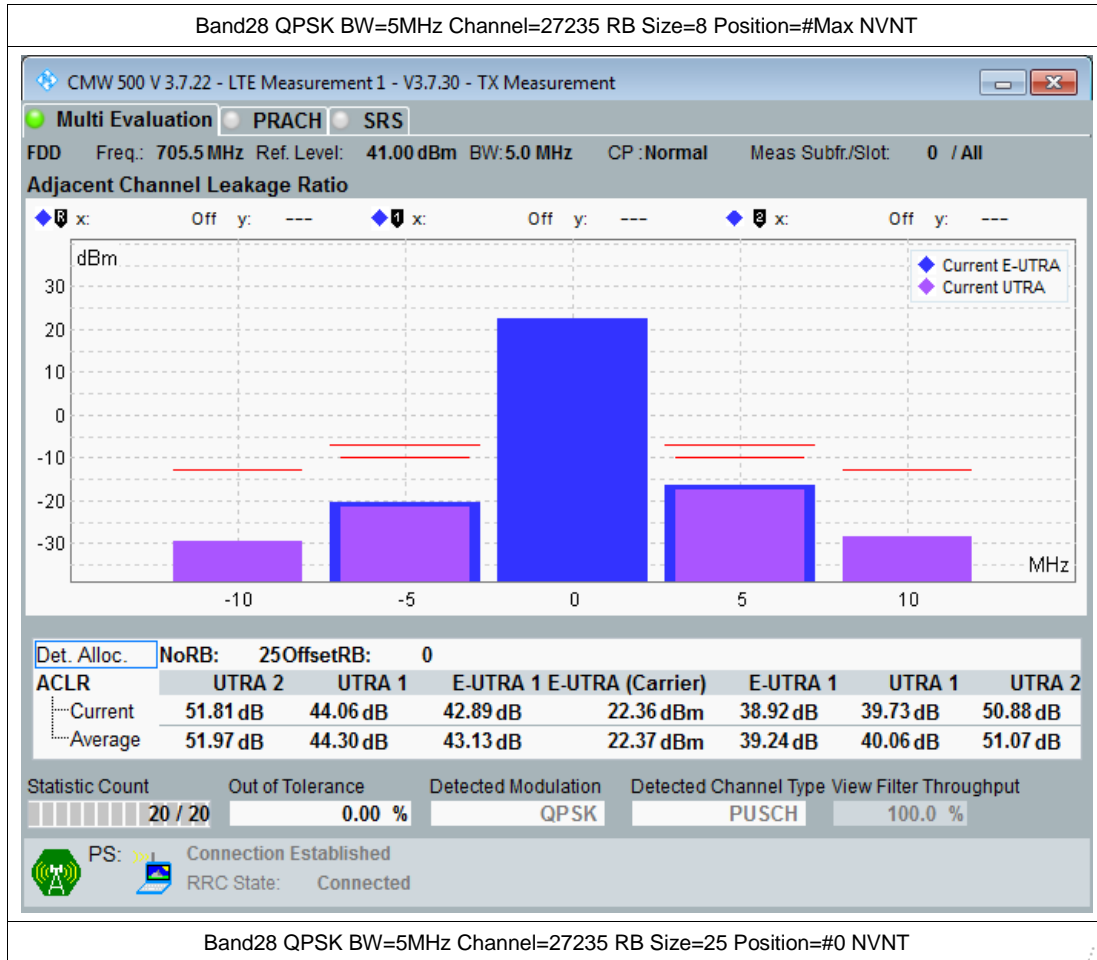 Band28 QPSK BW=5MHz Channel=27235 RB Size=8 Position=#Max NVNT
CMW 500 V 3.7.22 - LTE Measurement 1 - V3.7.30 - TX Measurement
Multi Evaluation PRACH SRS
FDD Freq.: 705.5 MHz Ref. Level: 41.00 dBm BW: 5.0 MHz CP : Normal Meas Subfr./Slot: 0 / All
Adjacent Channel Leakage Ratio
R x: Off y: --- 1 x: Off y: --- 2 x: Off y: ---
dBm
Current E-UTRA
Current UTRA
30
20
10
0
-10
-20
-30
MHz
-10 -5 0 5 10
Det. Alloc. NoRB: 25 OffsetRB: 0
ACLR UTRA 2 UTRA 1 E-UTRA 1 E-UTRA (Carrier) E-UTRA 1 UTRA 1 UTRA 2
Current 51.81 dB 44.06 dB 42.89 dB 22.36 dBm 38.92 dB 39.73 dB 50.88 dB
Average 51.97 dB 44.30 dB 43.13 dB 22.37 dBm 39.24 dB 40.06 dB 51.07 dB
Statistic Count Out of Tolerance Detected Modulation Detected Channel Type View Filter Throughput
20 / 20 0.00 % QPSK PUSCH 100.0 %
PS: Connection Established
RRC State: Connected
Band28 QPSK BW=5MHz Channel=27235 RB Size=25 Position=#0 NVNT